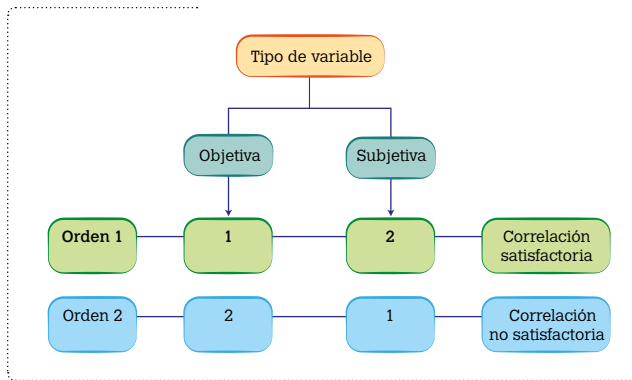 Tipo de variable
Objetiva
Subjetiva
Orden 1
1
2
Correlación
satisfactoria
Orden 2
2
1
Correlación
no satisfactoria